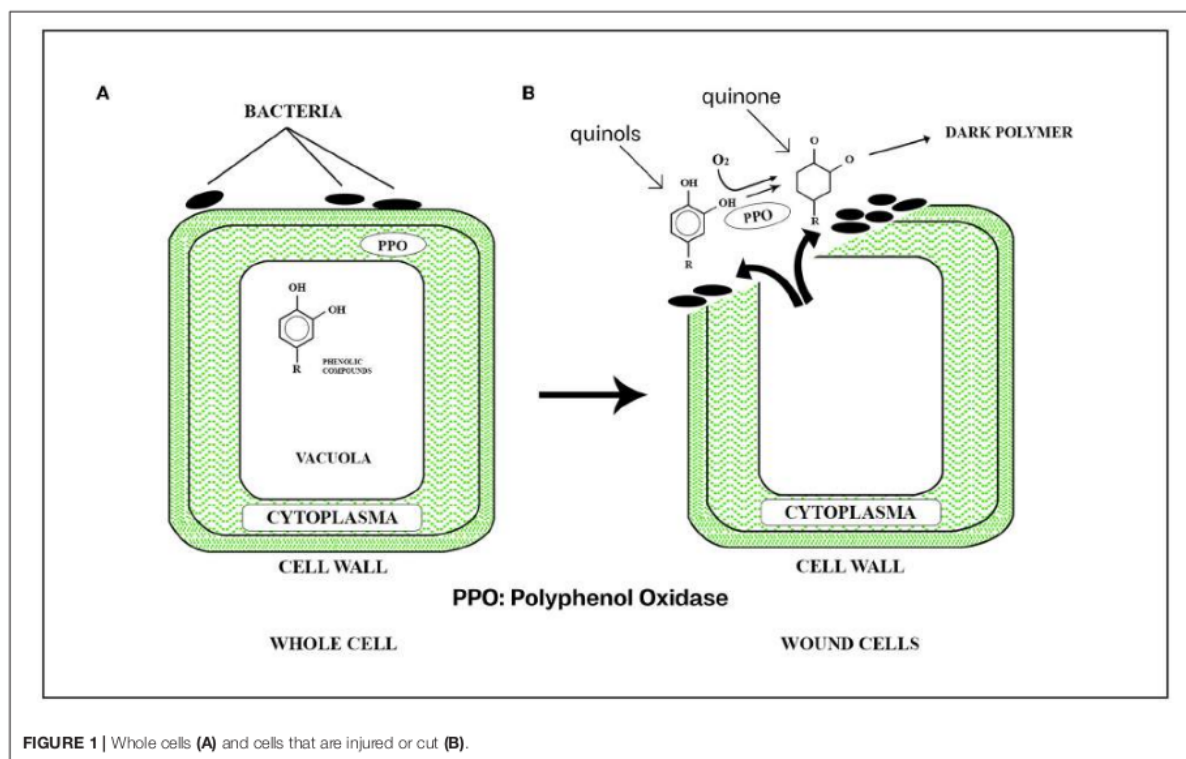 A
BACTERIA
PPO
OH
OH
R
PHENOLIC
COMPOUNDS
VACUOLA
CYTOPLASMA
CELL WALL
WHOLE CELL
B
quinone
quinols
DARK POLYMER
O
O
O2
OH
OH
PPO
R
R
CYTOPLASMA
CELL WALL
WOUND CELLS
PPO: Polyphenol Oxidase
FIGURE 1 | Whole cells (A) and cells that are injured or cut (B).